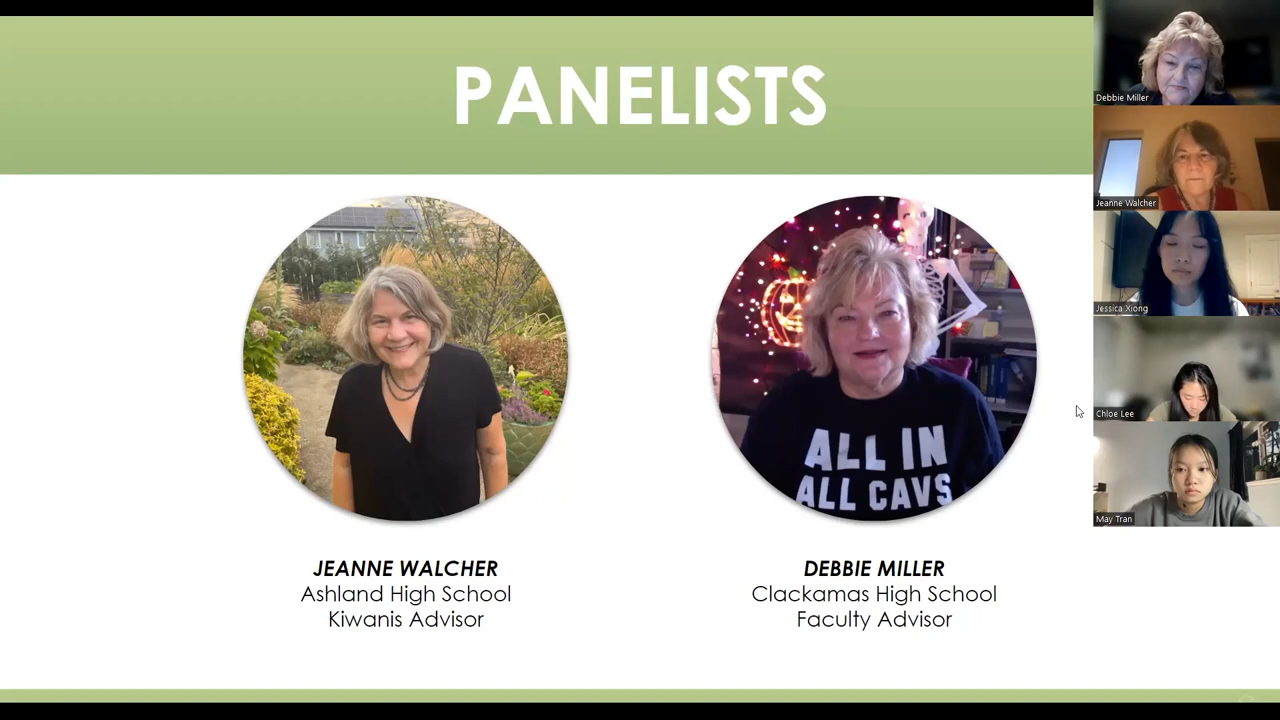 PANELISTS
ALL IN
ALL CAVS
JEANNE WALCHER
Ashland High School
Kiwanis Advisor
DEBBIE MILLER
Clackamas High School
Faculty Advisor
Debbie Miller
Jeanne Walcher
Jessica Xiong
Chloe Lee
May Tran